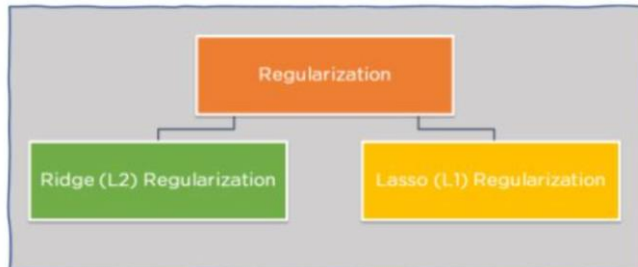 Regularization
Ridge (L2) Regularization
Lasso (L1) Regularization